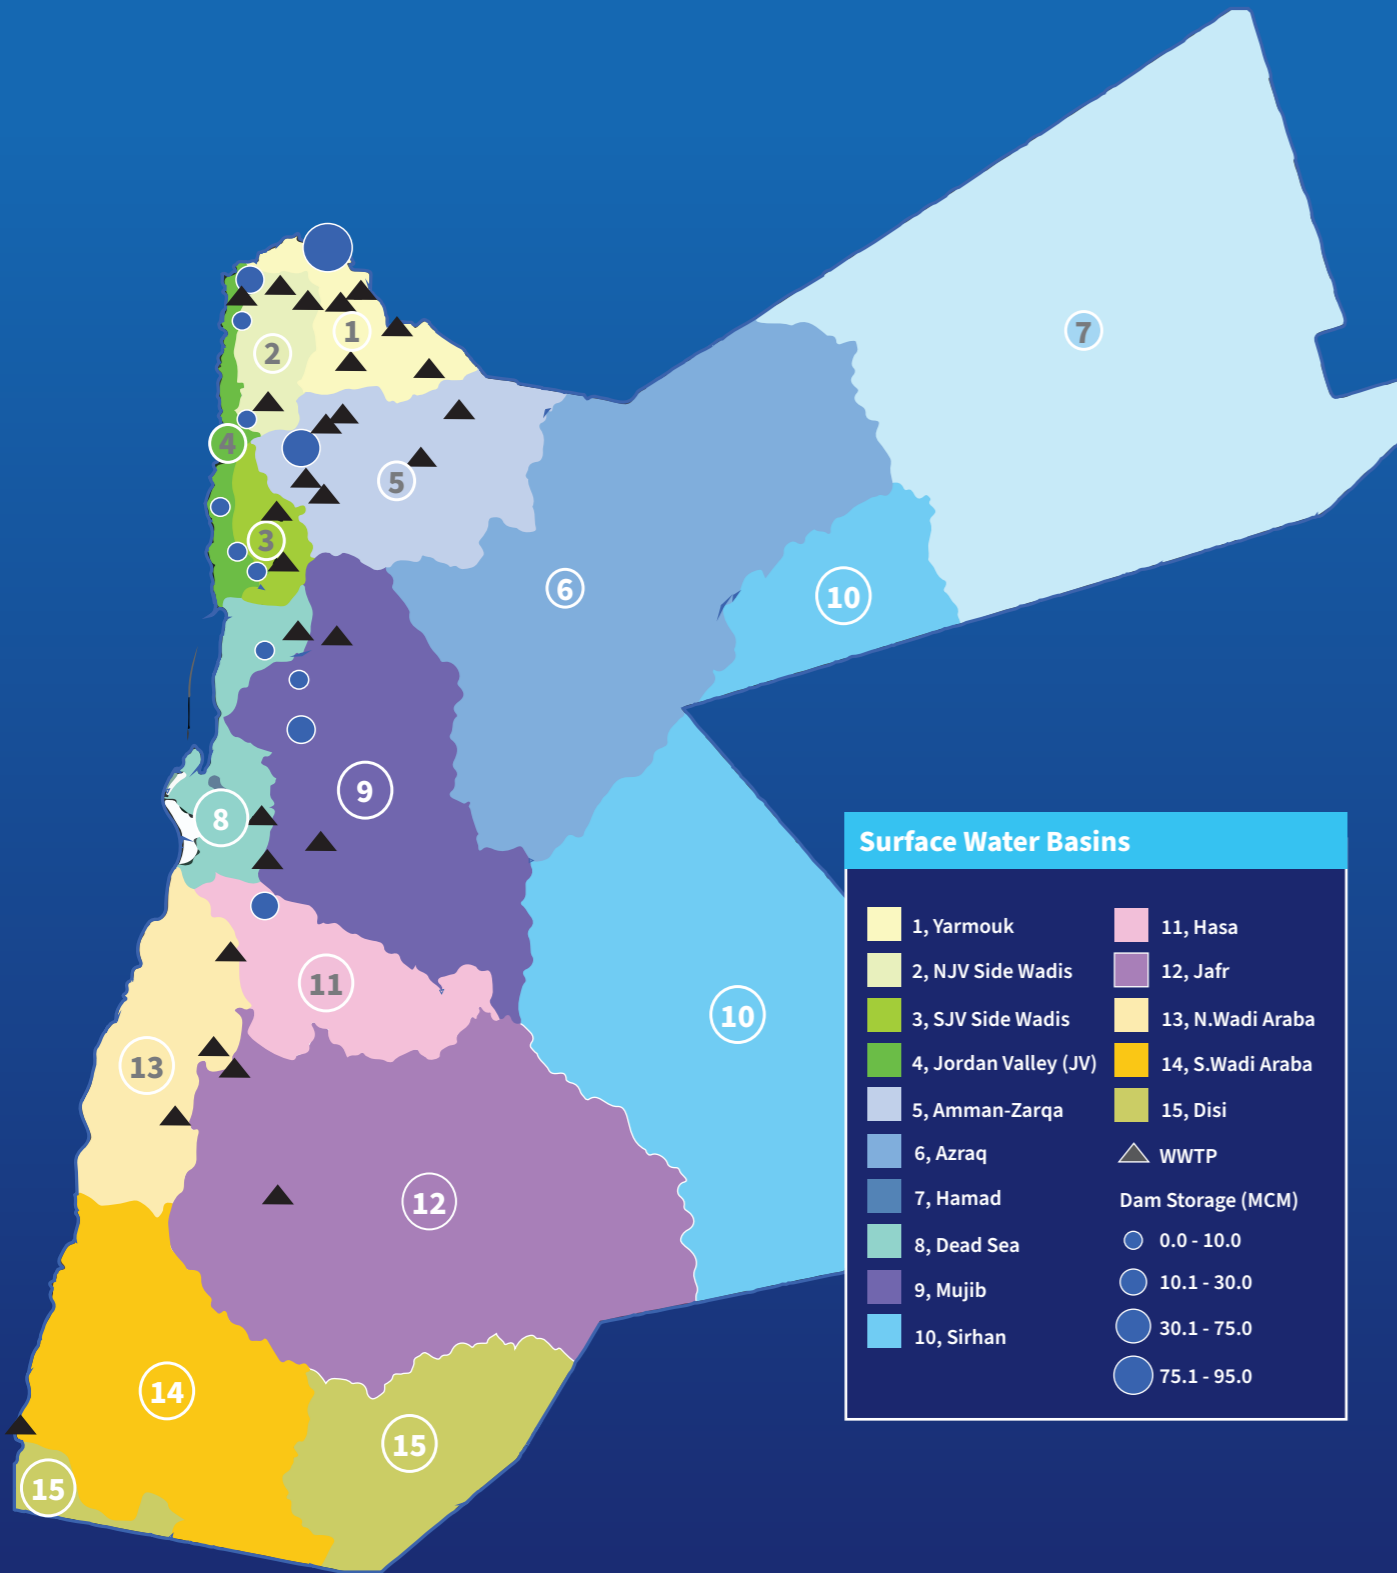 1
2
7
4
5
3
6
10
9
8
11
10
13
12
14
15
15
Surface Water Basins
1, Yarmouk
2, NJV Side Wadis
3, SJV Side Wadis
4, Jordan Valley (JV)
5, Amman-Zarqa
6, Azraq
7, Hamad
8, Dead Sea
9, Mujib
10, Sirhan
11, Hasa
12, Jafr
13, N.Wadi Araba
14, S.Wadi Araba
15, Disi
WWTP
Dam Storage (MCM)
0.0 - 10.0
10.1 - 30.0
30.1 - 75.0
75.1 - 95.0